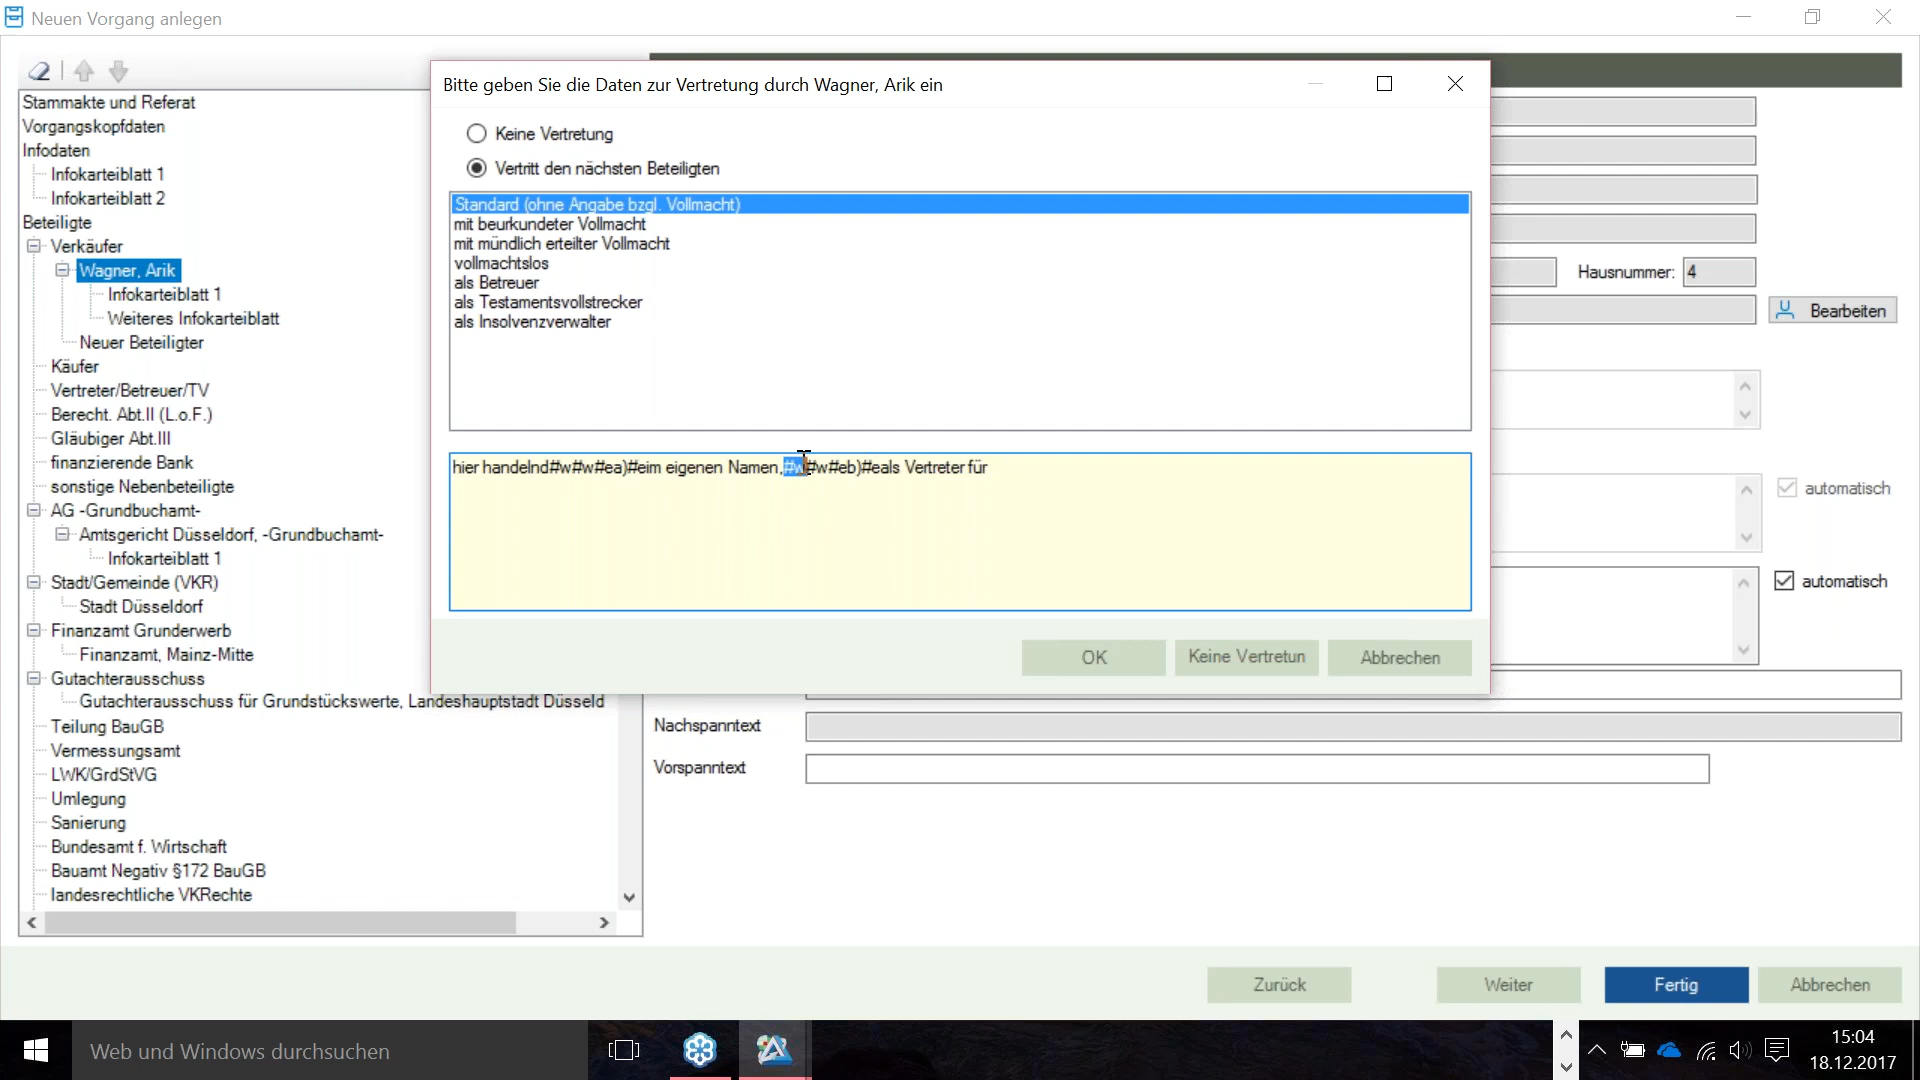 Neuen Vorgang anlegen
Bitte geben Sie die Daten zur Vertretung durch Wagner, Arik ein
Keine Vertretung
Vertritt den nächsten Beteiligten
Standard (ohne Angabe bzgl. Vollmacht)
mit beurkundeter Vollmacht
mit mündlich erteilter Vollmacht
vollmachtslos
als Betreuer
als Testamentsvollstrecker
als Insolvenzverwalter
hier handelnd#w#w#ea)#eim eigenen Namen,#w#w#eb)#eals Vertreter für
OK
Keine Vertretun
Abbrechen
Stammakte und Referat
Vorgangskopfdaten
Infodaten
Infokarteiblatt 1
Infokarteiblatt 2
Beteiligte
Verkäufer
Wagner, Arik
Infokarteiblatt 1
Weiteres Infokarteiblatt
Neuer Beteiligter
Käufer
Vertreter/Betreuer/TV
Berecht. Abt.II (L.o.F.)
Gläubiger Abt.III
finanzierende Bank
sonstige Nebenbeteiligte
AG -Grundbuchamt-
Amtsgericht Düsseldorf, -Grundbuchamt-
Infokarteiblatt 1
Stadt/Gemeinde (VKR)
Stadt Düsseldorf
Finanzamt Grunderwerb
Finanzamt, Mainz-Mitte
Gutachterausschuss
Gutachterausschuss für Grundstückswerte, Landeshauptstadt Düsseld
Teilung BauGB
Vermessungsamt
LWK/GrdStVG
Umlegung
Sanierung
Bundesamt f. Wirtschaft
Bauamt Negativ §172 BauGB
landesrechtliche VKRechte
Hausnummer: 4
Bearbeiten
automatisch
automatisch
Nachspanntext
Vorspanntext
Zurück
Weiter
Fertig
Abbrechen
Web und Windows durchsuchen
15:04
18.12.2017